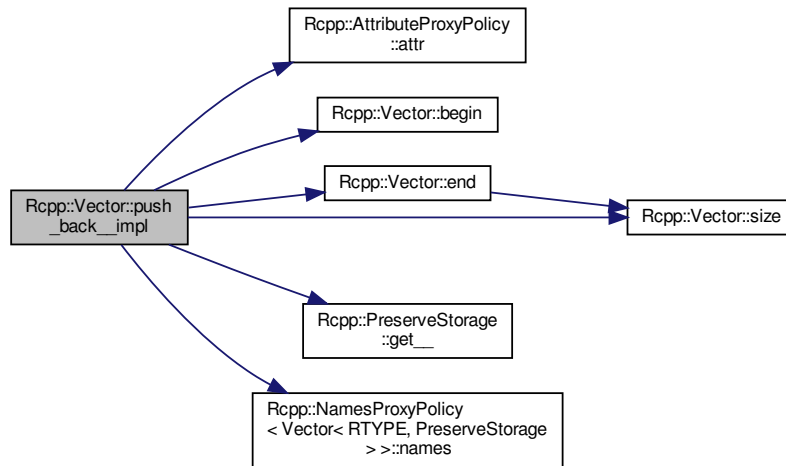 Rcpp::AttributeProxyPolicy
::attr
Rcpp::Vector::begin
Rcpp::Vector::end
Rcpp::Vector::push
_back__impl
Rcpp::Vector::size
Rcpp::PreserveStorage
::get__
Rcpp::NamesProxyPolicy
< Vector< RTYPE, PreserveStorage
> >::names